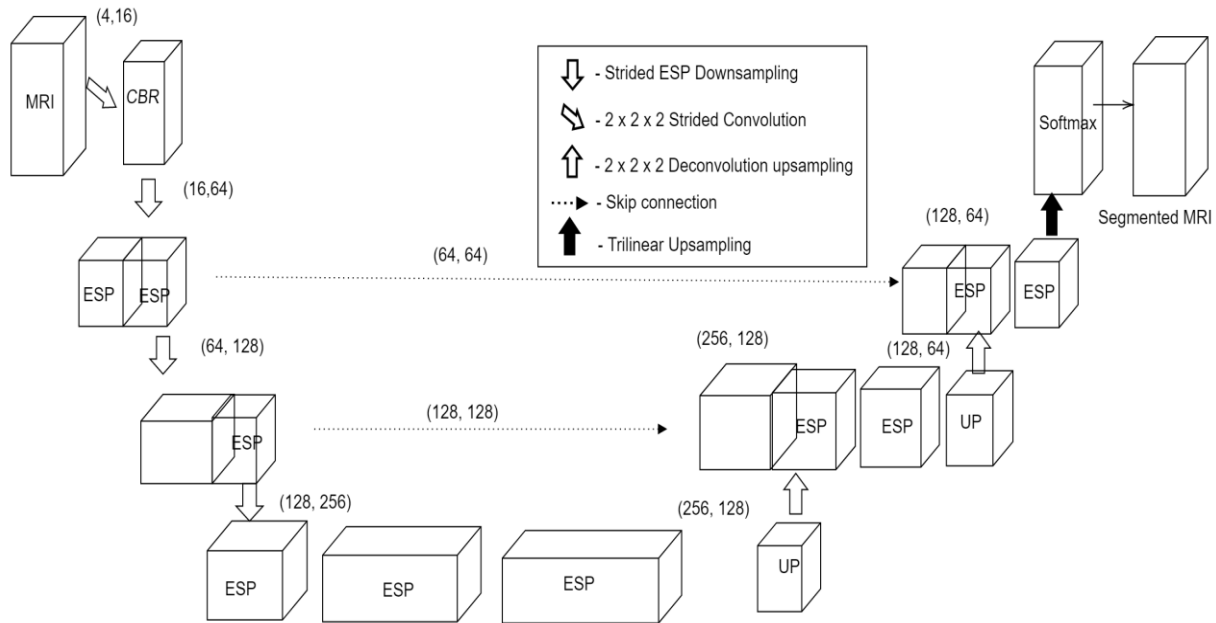 (4,16)
MRI
CBR
(16,64)
ESP
ESP
(64, 128)
ESP
(128, 256)
ESP
ESP
ESP
(64, 64)
(128, 128)
- Strided ESP Downsampling
- 2 x 2 x 2 Strided Convolution
- 2 x 2 x 2 Deconvolution upsampling
- Skip connection
- Trilinear Upsampling
(256, 128)
UP
(256, 128)
ESP
ESP
(128, 64)
UP
(128, 64)
ESP
ESP
Softmax
Segmented MRI